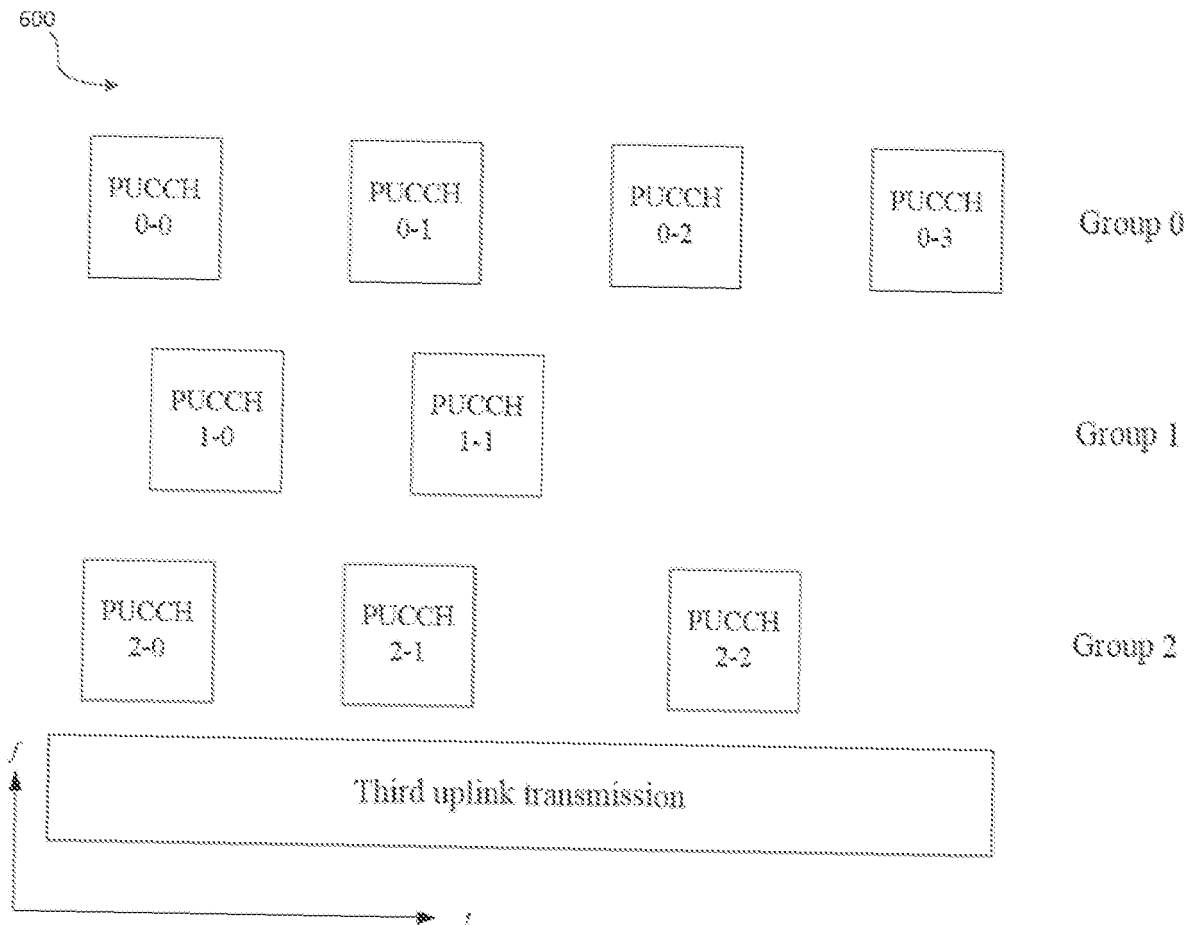 600
PUCCH
0-0
PUCCH
0-1
PUCCH
0-2
PUCCH
0-3
Group 0
PUCCH
1-0
PUCCH
1-1
Group 1
PUCCH
2-0
PUCCH
2-1
PUCCH
2-2
Group 2
f
Third uplink transmission
t